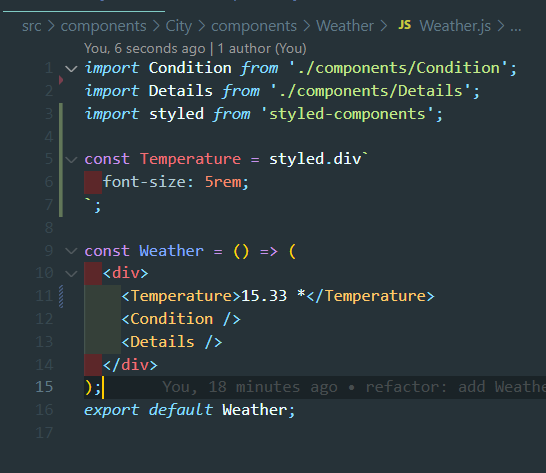 src > components > City > components > Weather > JS Weather.js > ...
You, 6 seconds ago | 1 author (You)
1 import Condition from './components/Condition';
2 import Details from './components/Details';
3 import styled from 'styled-components';
4
5 const Temperature = styled.div`
6   font-size: 5rem;
7 `;
8
9 const Weather = () => (
10   <div>
11     <Temperature>15.33 *</Temperature>
12     <Condition />
13     <Details />
14   </div>
15 ); You, 18 minutes ago • refactor: add Weathe
16 export default Weather;
17